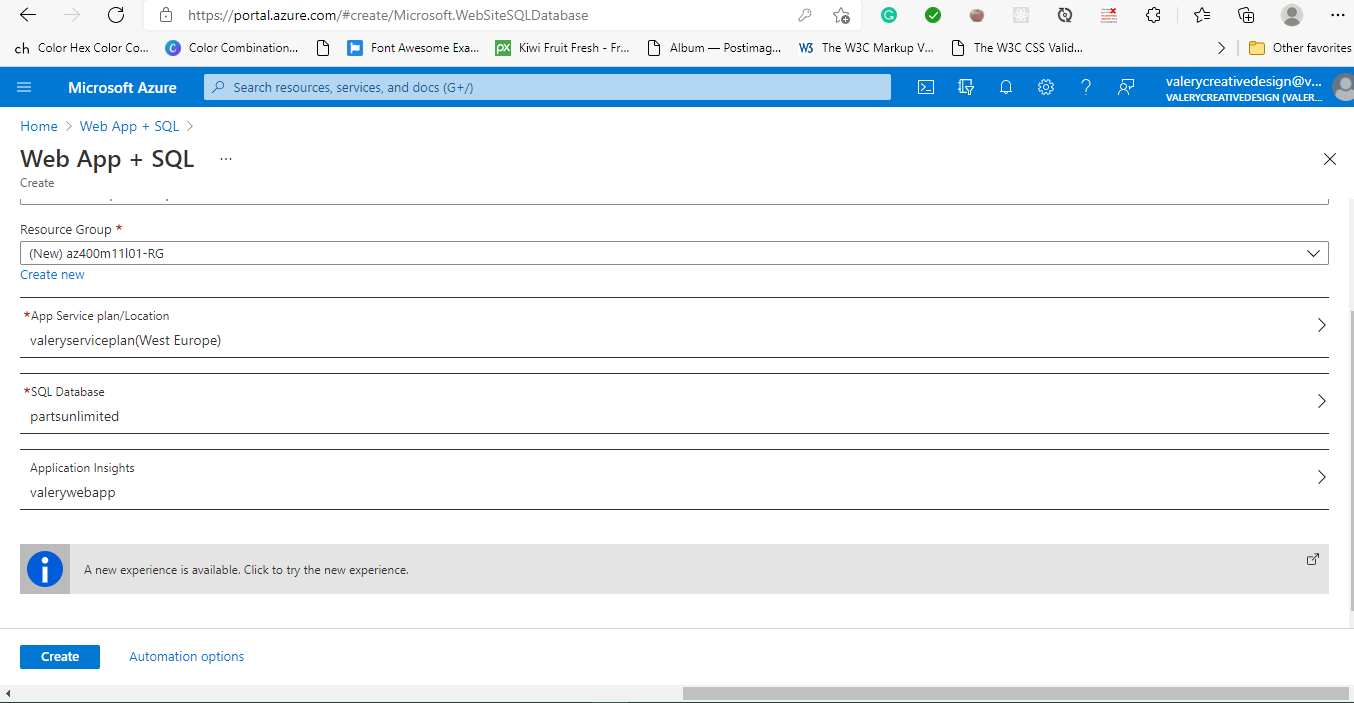 https://portal.azure.com/#create/Microsoft.WebSiteSQLDatabase
ch Color Hex Color Co... C Color Combination... Font Awesome Exa... PX Kiwi Fruit Fresh - Fr... Album — Postimag... W3 The W3C Markup V... The W3C CSS Valid... Other favorites
Microsoft Azure
Search resources, services, and docs (G+/)
valerycreativedesign@v...
VALERYCREATIVEDESIGN (VALER...
Home > Web App + SQL >
Web App + SQL ...
Create
Resource Group *
(New) az400m11l01-RG
Create new
*App Service plan/Location
valeryserviceplan(West Europe)
*SQL Database
partsunlimited
Application Insights
valerywebapp
A new experience is available. Click to try the new experience.
Create Automation options